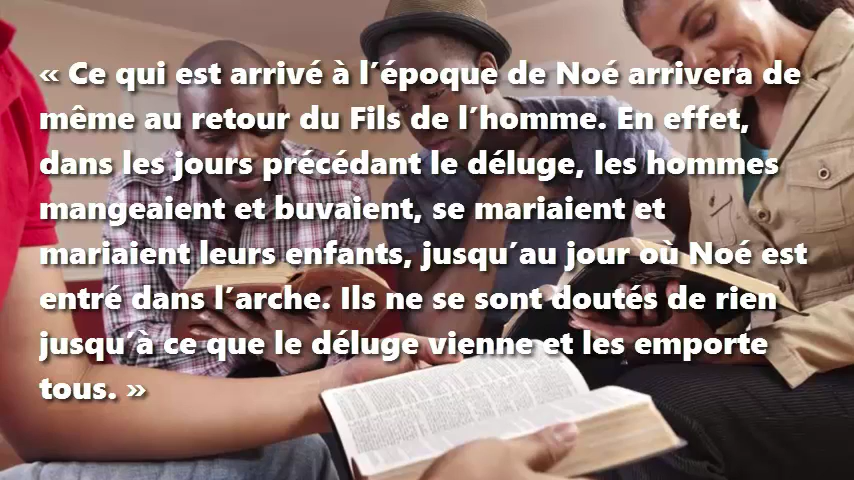 « Ce qui est arrivé à l’époque de Noé arrivera de
même au retour du Fils de l’homme. En effet,
dans les jours précédant le déluge, les hommes
mangeaient et buvaient, se mariaient et
mariaient leurs enfants, jusqu’au jour où Noé est
entré dans l’arche. Ils ne se sont doutés de rien
jusqu’à ce que le déluge vienne et les emporte
tous. »